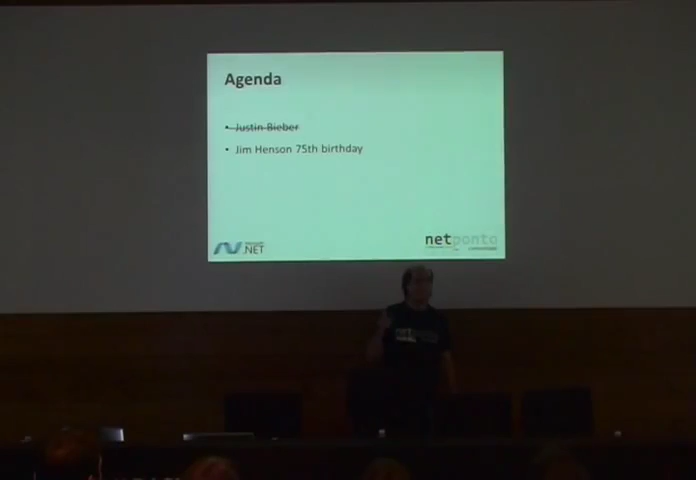 Agenda
• Justin Bieber
• Jim Henson 75th birthday
.NET
netponto